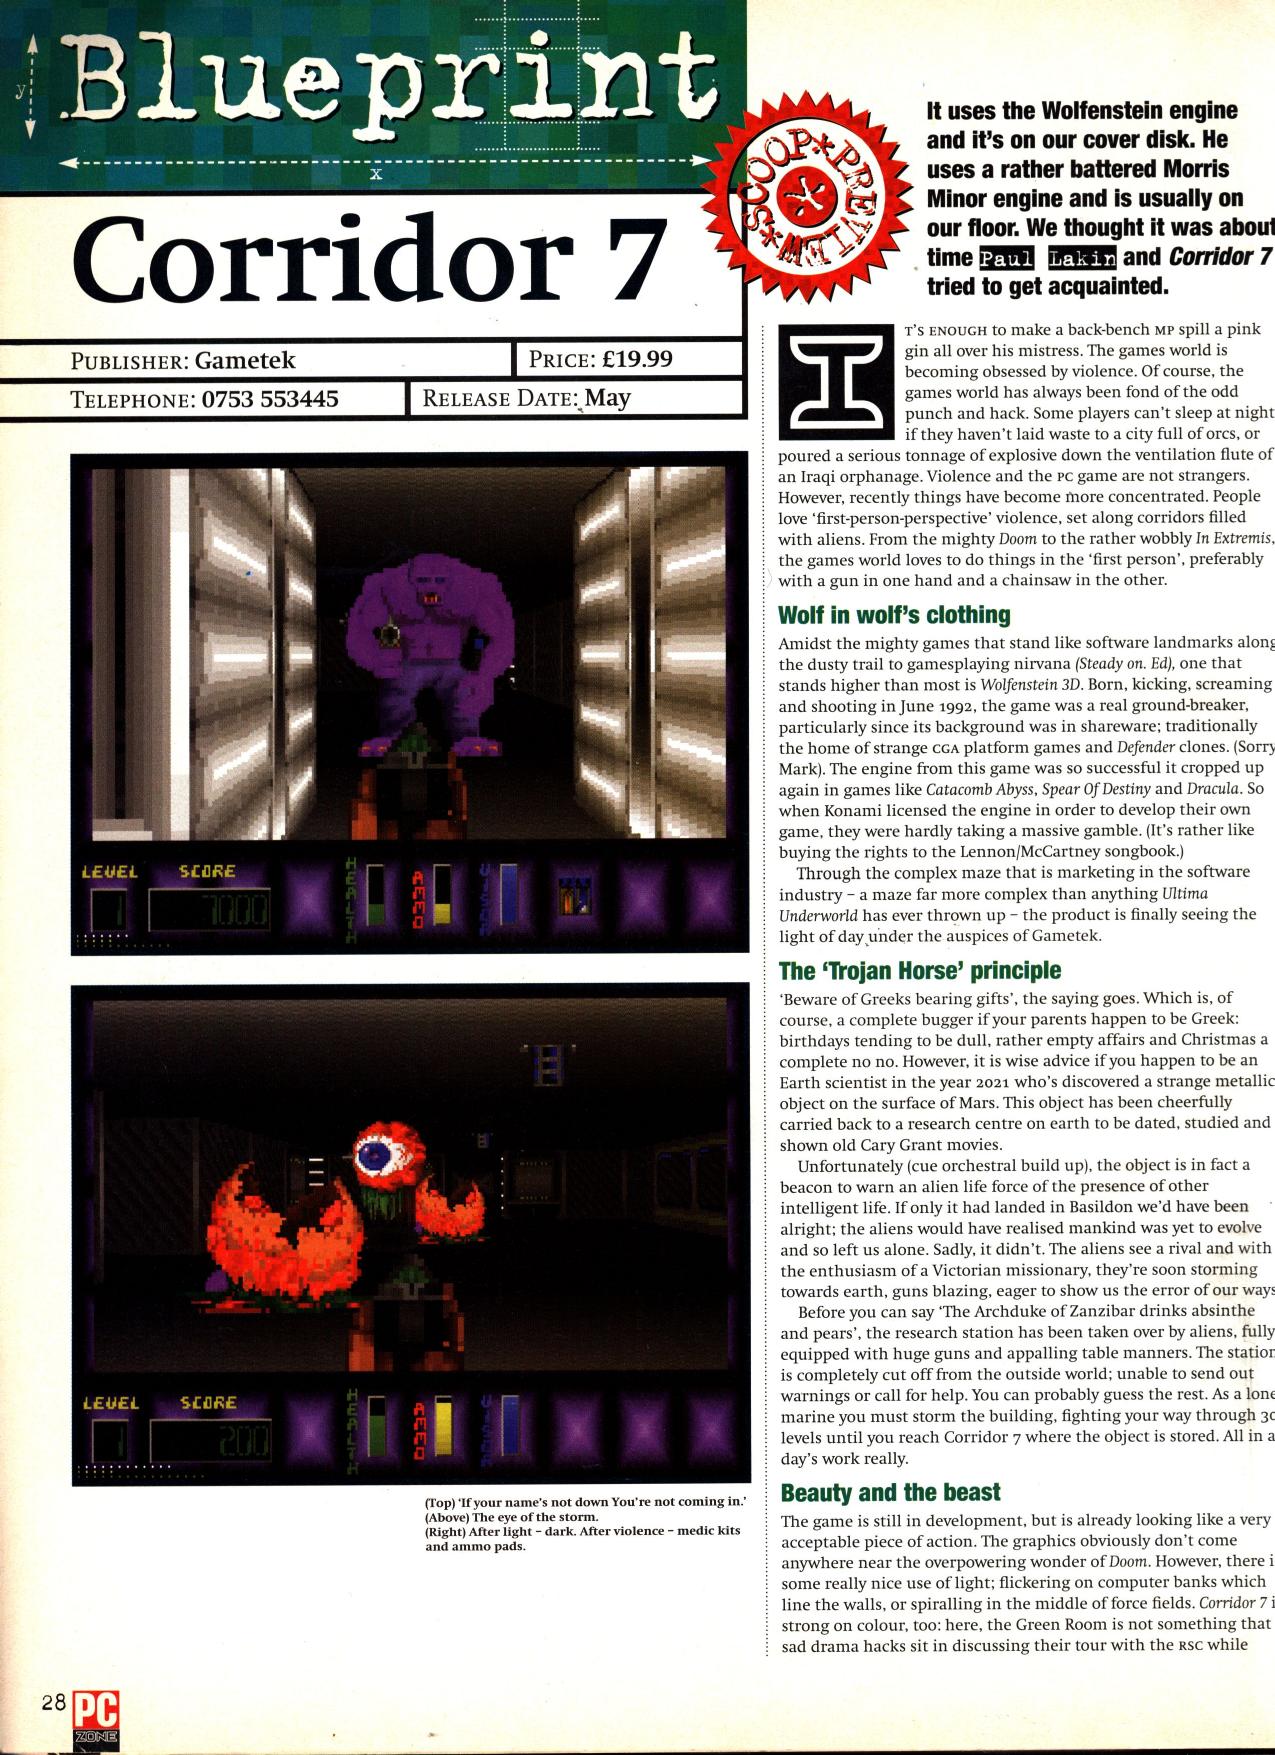 Blueprint
y
x
SCOOP*PREVIEW*
Corridor 7
PUBLISHER: Gametek
PRICE: £19.99
TELEPHONE: 0753 553445
RELEASE DATE: May
It uses the Wolfenstein engine
and it's on our cover disk. He
uses a rather battered Morris
Minor engine and is usually on
our floor. We thought it was about
time Paul Lakin and Corridor 7
tried to get acquainted.
IT'S ENOUGH to make a back-bench MP spill a pink
gin all over his mistress. The games world is
becoming obsessed by violence. Of course, the
games world has always been fond of the odd
punch and hack. Some players can't sleep at night
if they haven't laid waste to a city full of orcs, or
poured a serious tonnage of explosive down the ventilation flute of
an Iraqi orphanage. Violence and the PC game are not strangers.
However, recently things have become more concentrated. People
love 'first-person-perspective' violence, set along corridors filled
with aliens. From the mighty Doom to the rather wobbly In Extremis,
the games world loves to do things in the 'first person', preferably
with a gun in one hand and a chainsaw in the other.
Wolf in wolf's clothing
Amidst the mighty games that stand like software landmarks along
the dusty trail to gamesplaying nirvana (Steady on. Ed), one that
stands higher than most is Wolfenstein 3D. Born, kicking, screaming
and shooting in June 1992, the game was a real ground-breaker,
particularly since its background was in shareware; traditionally
the home of strange CGA platform games and Defender clones. (Sorry
Mark). The engine from this game was so successful it cropped up
again in games like Catacomb Abyss, Spear Of Destiny and Dracula. So
when Konami licensed the engine in order to develop their own
game, they were hardly taking a massive gamble. (It's rather like
buying the rights to the Lennon/McCartney songbook.)
Through the complex maze that is marketing in the software
industry – a maze far more complex than anything Ultima
Underworld has ever thrown up – the product is finally seeing the
light of day under the auspices of Gametek.
The 'Trojan Horse' principle
'Beware of Greeks bearing gifts', the saying goes. Which is, of
course, a complete bugger if your parents happen to be Greek:
birthdays tending to be dull, rather empty affairs and Christmas a
complete no no. However, it is wise advice if you happen to be an
Earth scientist in the year 2021 who's discovered a strange metallic
object on the surface of Mars. This object has been cheerfully
carried back to a research centre on earth to be dated, studied and
shown old Cary Grant movies.
Unfortunately (cue orchestral build up), the object is in fact a
beacon to warn an alien life force of the presence of other
intelligent life. If only it had landed in Basildon we'd have been
alright; the aliens would have realised mankind was yet to evolve
and so left us alone. Sadly, it didn't. The aliens see a rival and with
the enthusiasm of a Victorian missionary, they're soon storming
towards earth, guns blazing, eager to show us the error of our ways
Before you can say 'The Archduke of Zanzibar drinks absinthe
and pears', the research station has been taken over by aliens, fully
equipped with huge guns and appalling table manners. The station
is completely cut off from the outside world; unable to send out
warnings or call for help. You can probably guess the rest. As a lone
marine you must storm the building, fighting your way through 30
levels until you reach Corridor 7 where the object is stored. All in a
day's work really.
Beauty and the beast
The game is still in development, but is already looking like a very
acceptable piece of action. The graphics obviously don't come
anywhere near the overpowering wonder of Doom. However, there i
some really nice use of light; flickering on computer banks which
line the walls, or spiralling in the middle of force fields. Corridor 7 i
strong on colour, too: here, the Green Room is not something that
sad drama hacks sit in discussing their tour with the RSC while
LEVEL SCORE HEALTH AMMO VISOR
1 7000
LEVEL SCORE HEALTH AMMO VISOR
1 200
(Top) 'If your name's not down You're not coming in.'
(Above) The eye of the storm.
(Right) After light – dark. After violence – medic kits
and ammo pads.
28 PC
ZONE